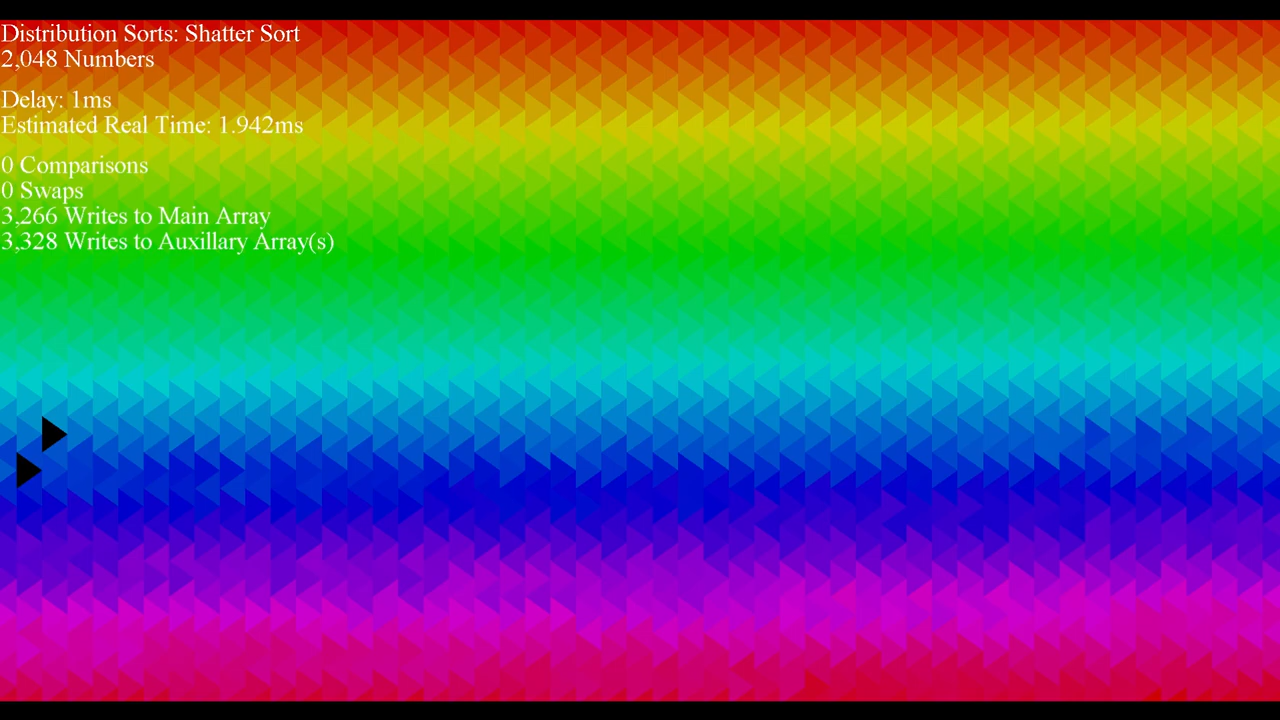 Distribution Sorts: Shatter Sort
2,048 Numbers
Delay: 1ms
Estimated Real Time: 1.942ms
0 Comparisons
0 Swaps
3,266 Writes to Main Array
3,328 Writes to Auxillary Array(s)